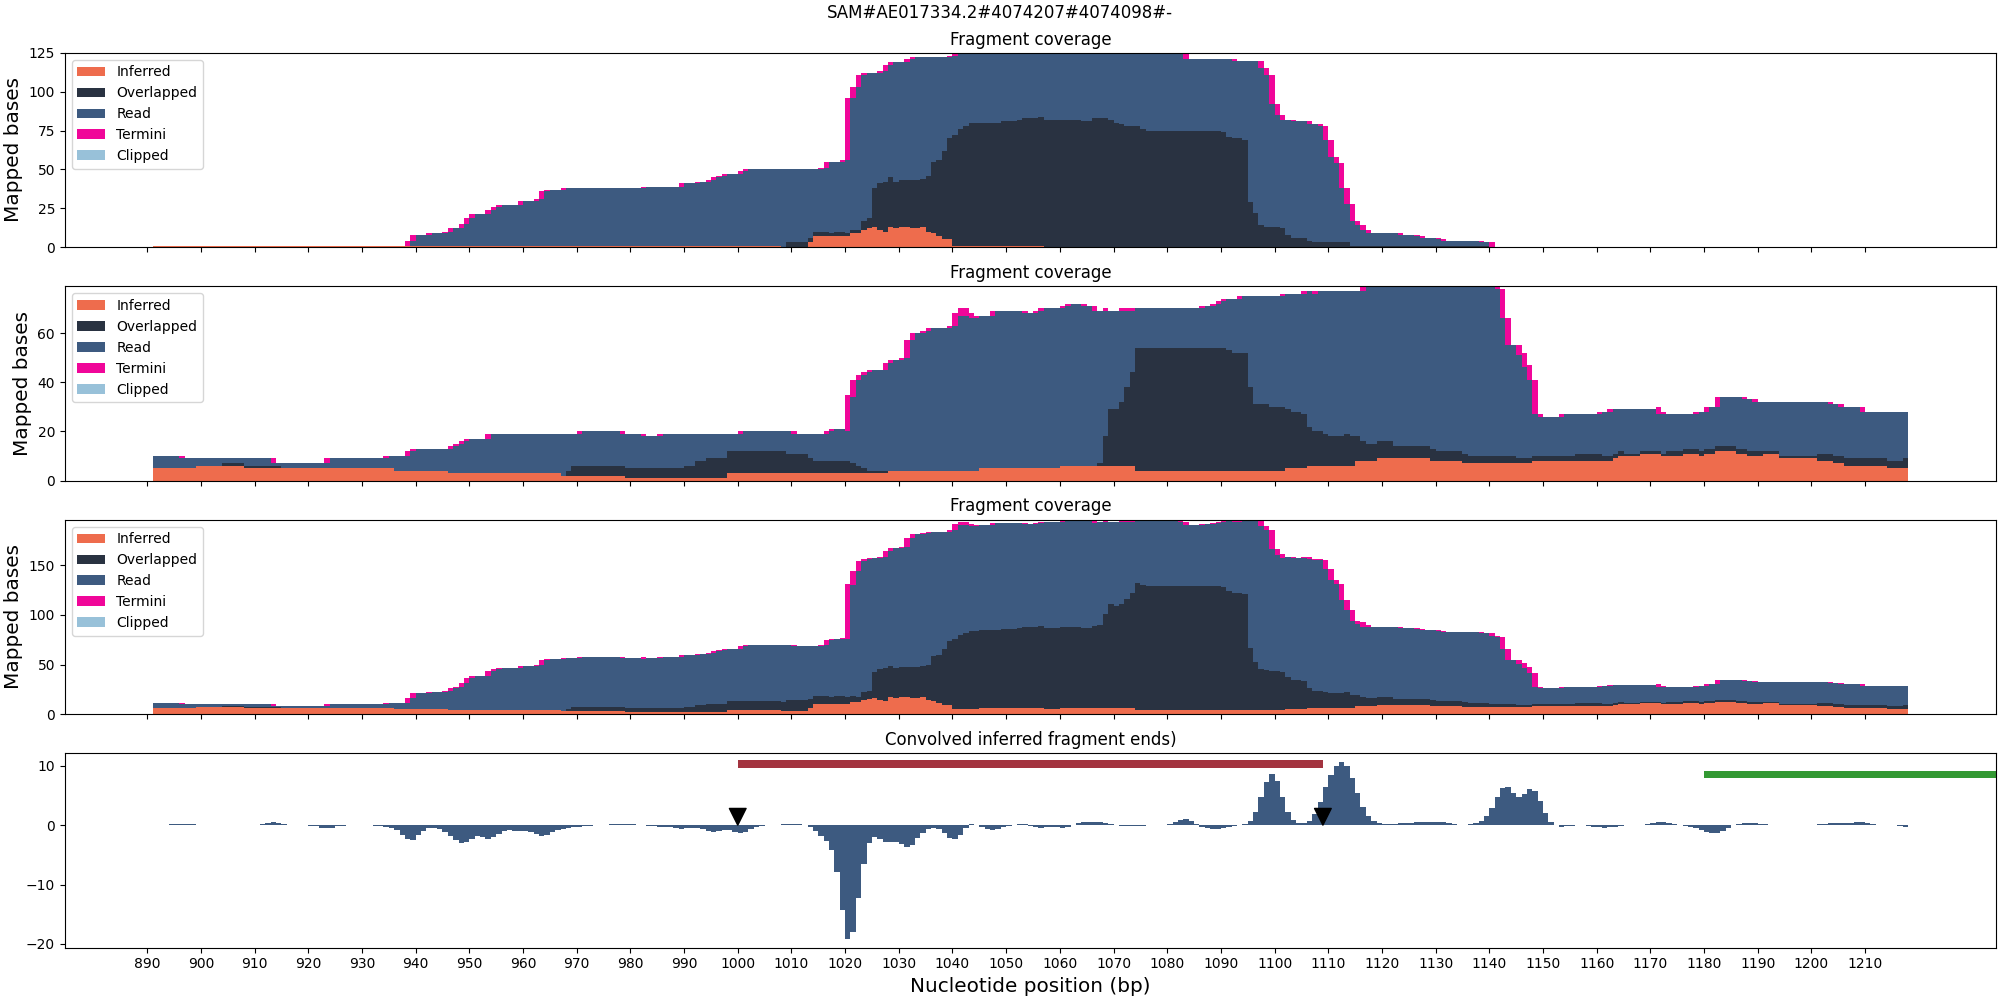 SAM#AE017334.2#4074207#4074098#-
Fragment coverage
Mapped bases
125
100
75
50
25
0
Inferred
Overlapped
Read
Termini
Clipped
Fragment coverage
Mapped bases
60
40
20
0
Inferred
Overlapped
Read
Termini
Clipped
Fragment coverage
Mapped bases
150
100
50
0
Inferred
Overlapped
Read
Termini
Clipped
Convolved inferred fragment ends)
10
0
−10
−20
890 900 910 920 930 940 950 960 970 980 990 1000 1010 1020 1030 1040 1050 1060 1070 1080 1090 1100 1110 1120 1130 1140 1150 1160 1170 1180 1190 1200 1210
Nucleotide position (bp)